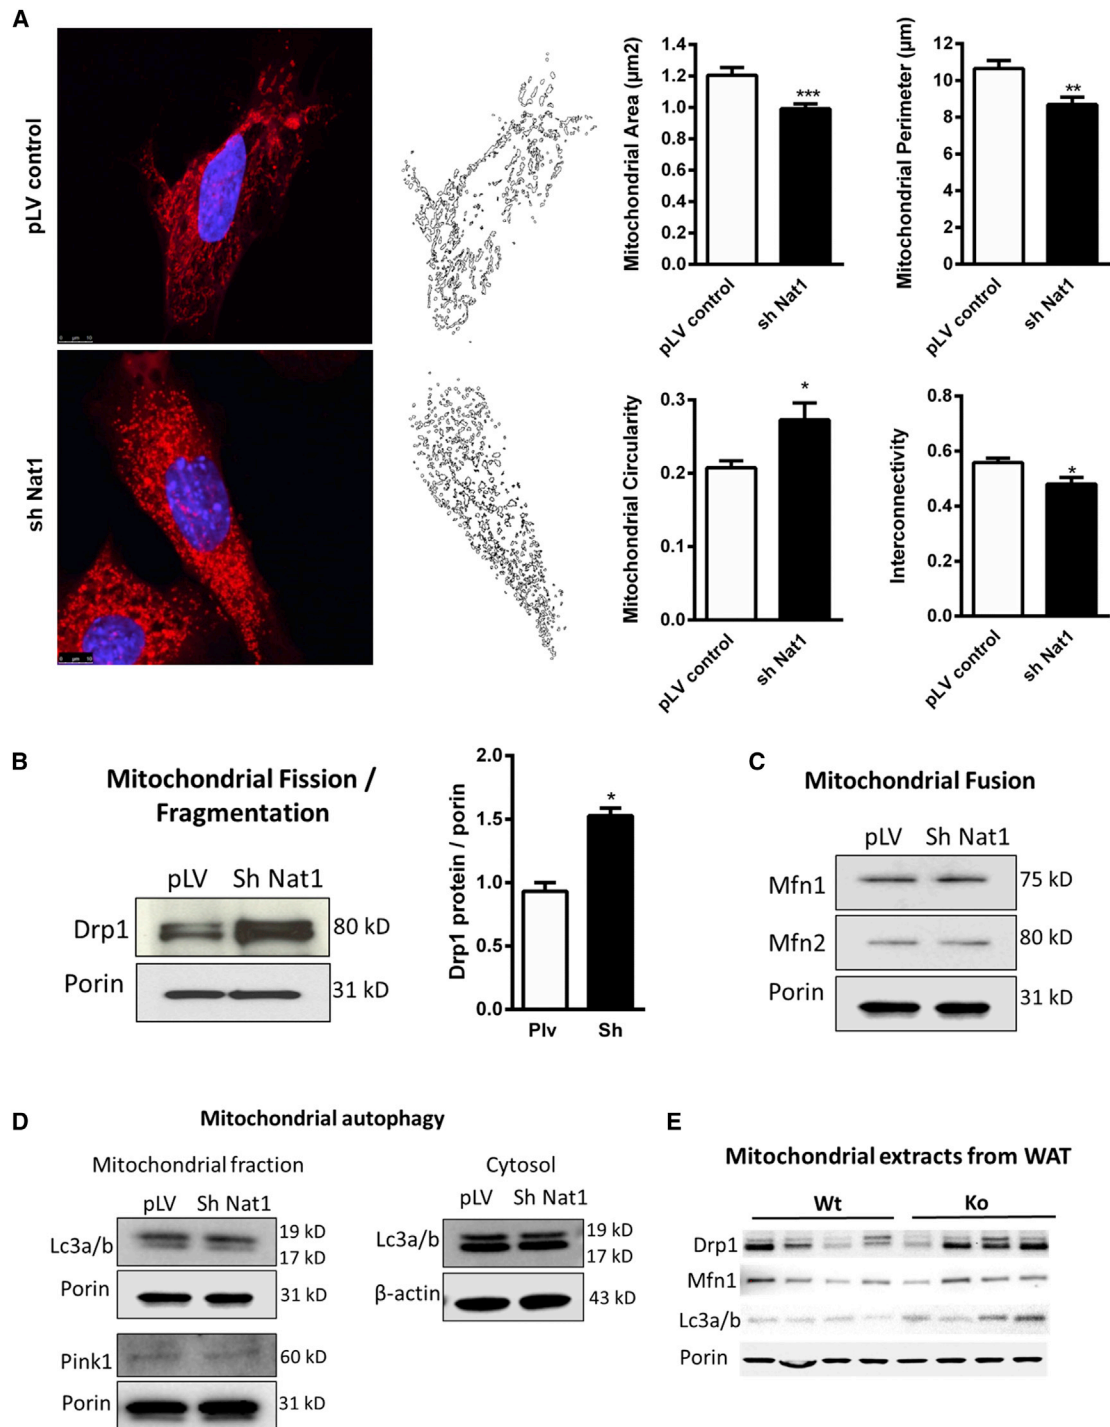 A
pLV control
sh Nat1
Mitochondrial Area (µm2)
1.4
1.2
1.0
0.8
0.6
0.4
0.2
0.0
***
pLV control
sh Nat1
Mitochondrial Perimeter (µm)
12
10
8
6
4
2
0
**
pLV control
sh Nat1
Mitochondrial Circularity
0.3
0.2
0.1
0.0
*
pLV control
sh Nat1
Interconnectivity
0.8
0.6
0.4
0.2
0.0
*
pLV control
sh Nat1
B
Mitochondrial Fission /
Fragmentation
pLV Sh Nat1
Drp1 80 kD
Porin 31 kD
Drp1 protein / porin
2.0
1.5
1.0
0.5
0.0
*
Plv Sh
C
Mitochondrial Fusion
pLV Sh Nat1
Mfn1 75 kD
Mfn2 80 kD
Porin 31 kD
D
Mitochondrial autophagy
Mitochondrial fraction
pLV Sh Nat1
Lc3a/b 19 kD
17 kD
Porin 31 kD
Pink1 60 kD
Porin 31 kD
Cytosol
pLV Sh Nat1
Lc3a/b 19 kD
17 kD
β-actin 43 kD
E
Mitochondrial extracts from WAT
Wt Ko
Drp1
Mfn1
Lc3a/b
Porin